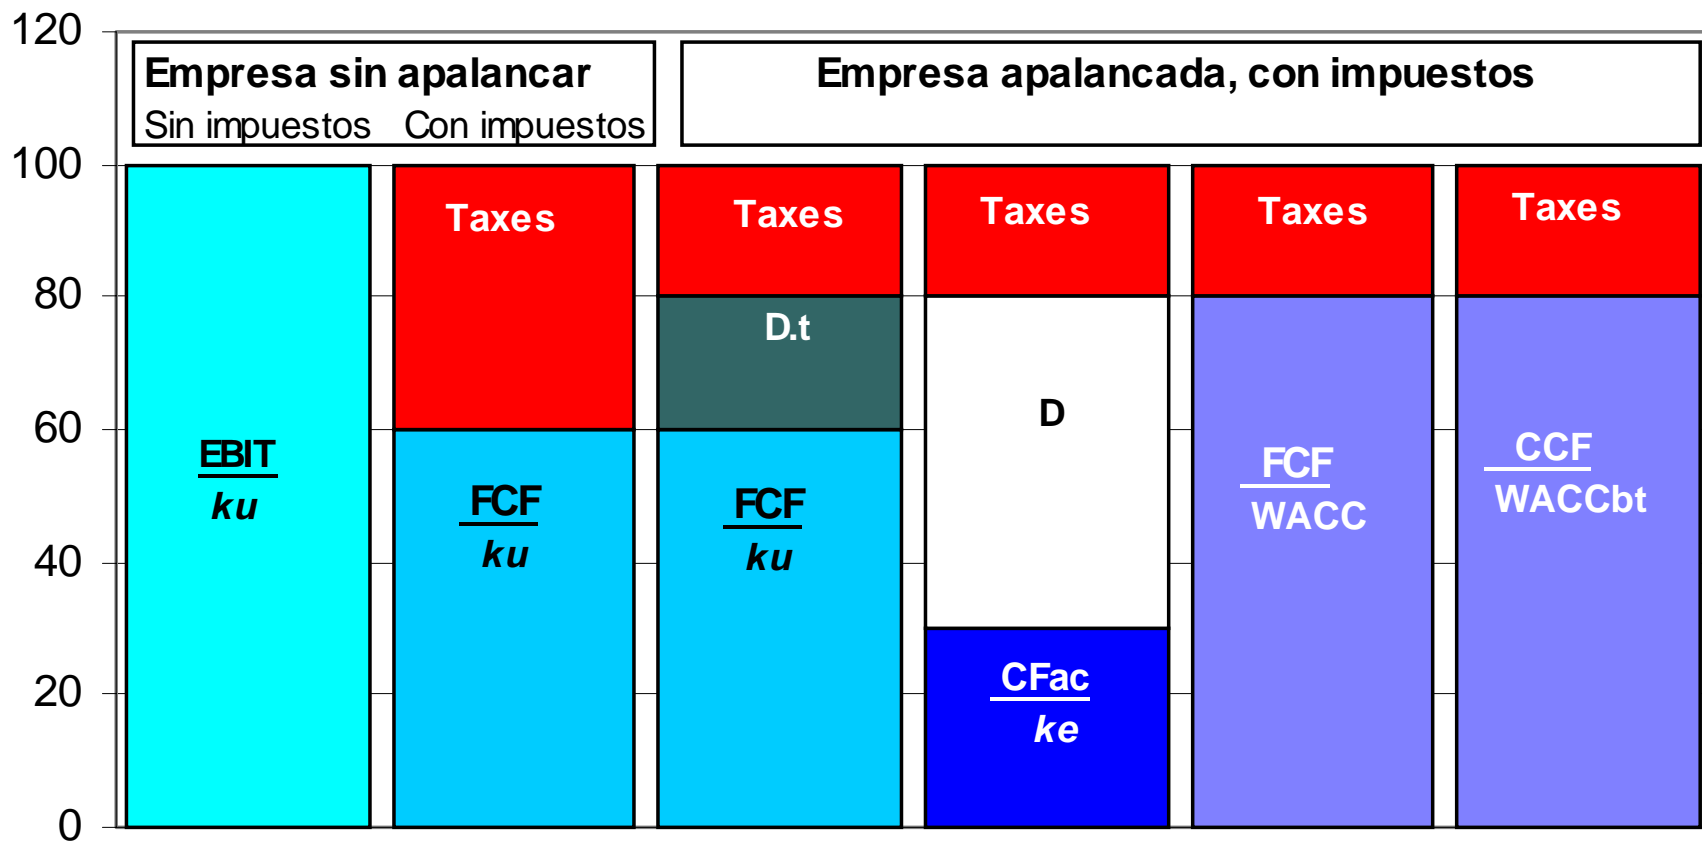 120
100
80
60
40
20
0
Empresa sin apalancar
Sin impuestos Con impuestos
Empresa apalancada, con impuestos
EBIT
ku
Taxes
FCF
ku
Taxes
D.t
FCF
ku
Taxes
D
CFac
ke
Taxes
FCF
WACC
Taxes
CCF
WACCbt